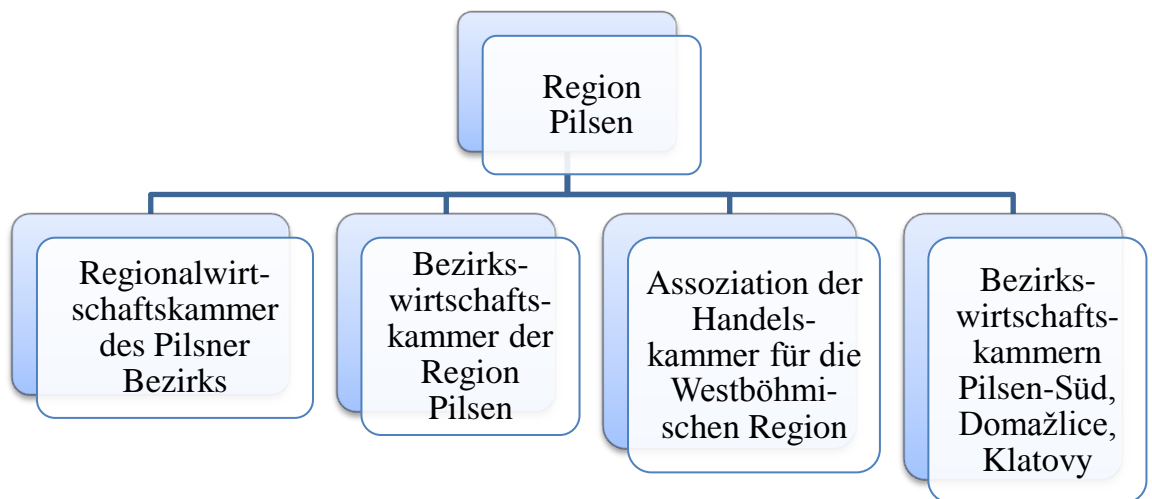 Region
Pilsen
Regionalwirt-
schaftskammer
des Pilsner
Bezirks
Bezirks-
wirtschafts-
kammer der
Region
Pilsen
Assoziation der
Handels-
kammer für die
Westböhmi-
schen Region
Bezirks-
wirtschafts-
kammern
Pilsen-Süd,
Domažlice,
Klatovy